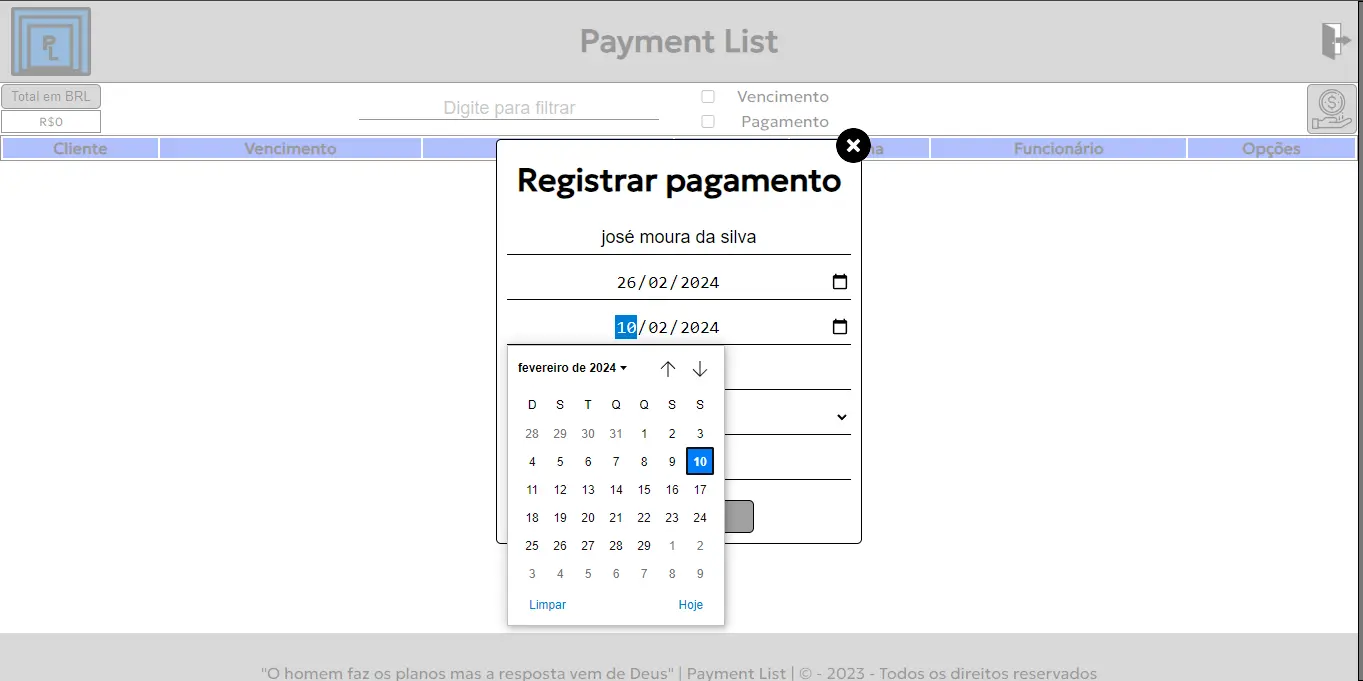 PL
Payment List
Total em BRL
R$0
Digite para filtrar
Vencimento
Pagamento
$
Cliente Vencimento Funcionário Opções
Registrar pagamento
josé moura da silva
26/02/2024
10/02/2024
fevereiro de 2024
D S T Q Q S S
28 29 30 31 1 2 3
4 5 6 7 8 9 10
11 12 13 14 15 16 17
18 19 20 21 22 23 24
25 26 27 28 29 1 2
3 4 5 6 7 8 9
Limpar Hoje
"O homem faz os planos mas a resposta vem de Deus" | Payment List | © - 2023 - Todos os direitos reservados